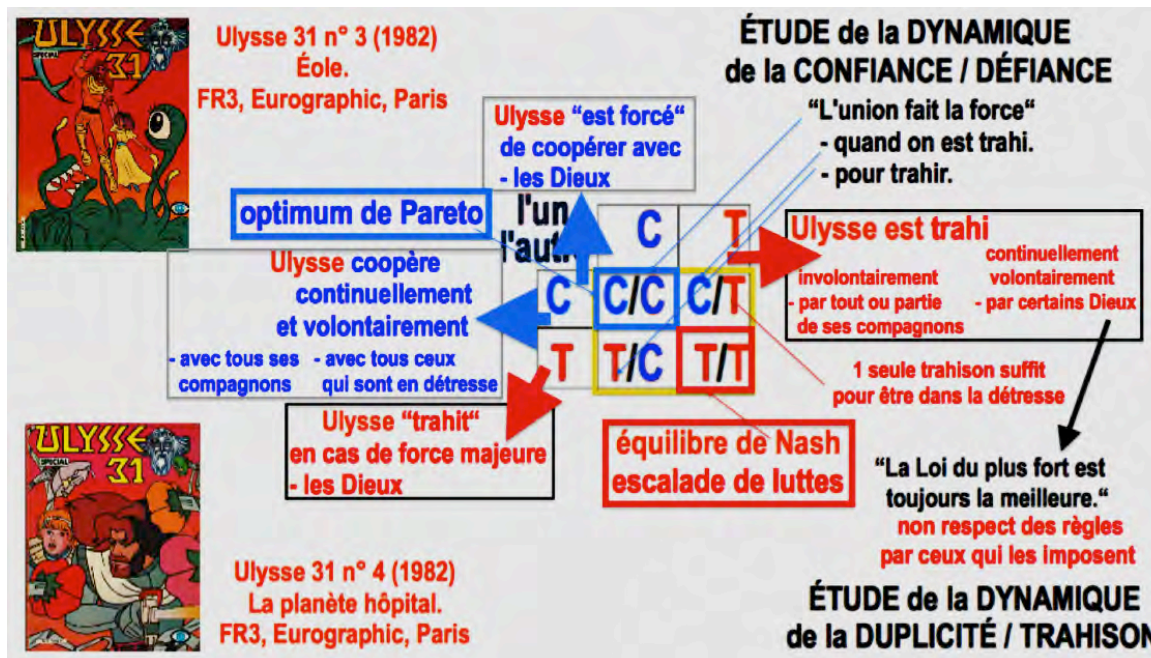 ULYSSE
SPECIAL
31
Ulysse 31 n° 3 (1982)
Éole.
FR3, Eurographic, Paris
ÉTUDE de la DYNAMIQUE
de la CONFIANCE / DÉFIANCE
“L'union fait la force“
- quand on est trahi.
- pour trahir.
Ulysse “est forcé“
de coopérer avec
- les Dieux
optimum de Pareto
l'un
C
T
Ulysse est trahi
continuellement
involontairement
volontairement
- par tout ou partie
- par certains Dieux
de ses compagnons
Ulysse coopère
continuellement
et volontairement
- avec tous ses
- avec tous ceux
compagnons
qui sont en détresse
C
C/C
C/T
T
T/C
T/T
1 seule trahison suffit
pour être dans la détresse
Ulysse “trahit“
en cas de force majeure
- les Dieux
équilibre de Nash
escalade de luttes
“La Loi du plus fort est
toujours la meilleure.“
non respect des règles
par ceux qui les imposent
ULYSSE
SPECIAL
31
Ulysse 31 n° 4 (1982)
La planète hôpital.
FR3, Eurographic, Paris
ÉTUDE de la DYNAMIQUE
de la DUPLICITÉ / TRAHISON